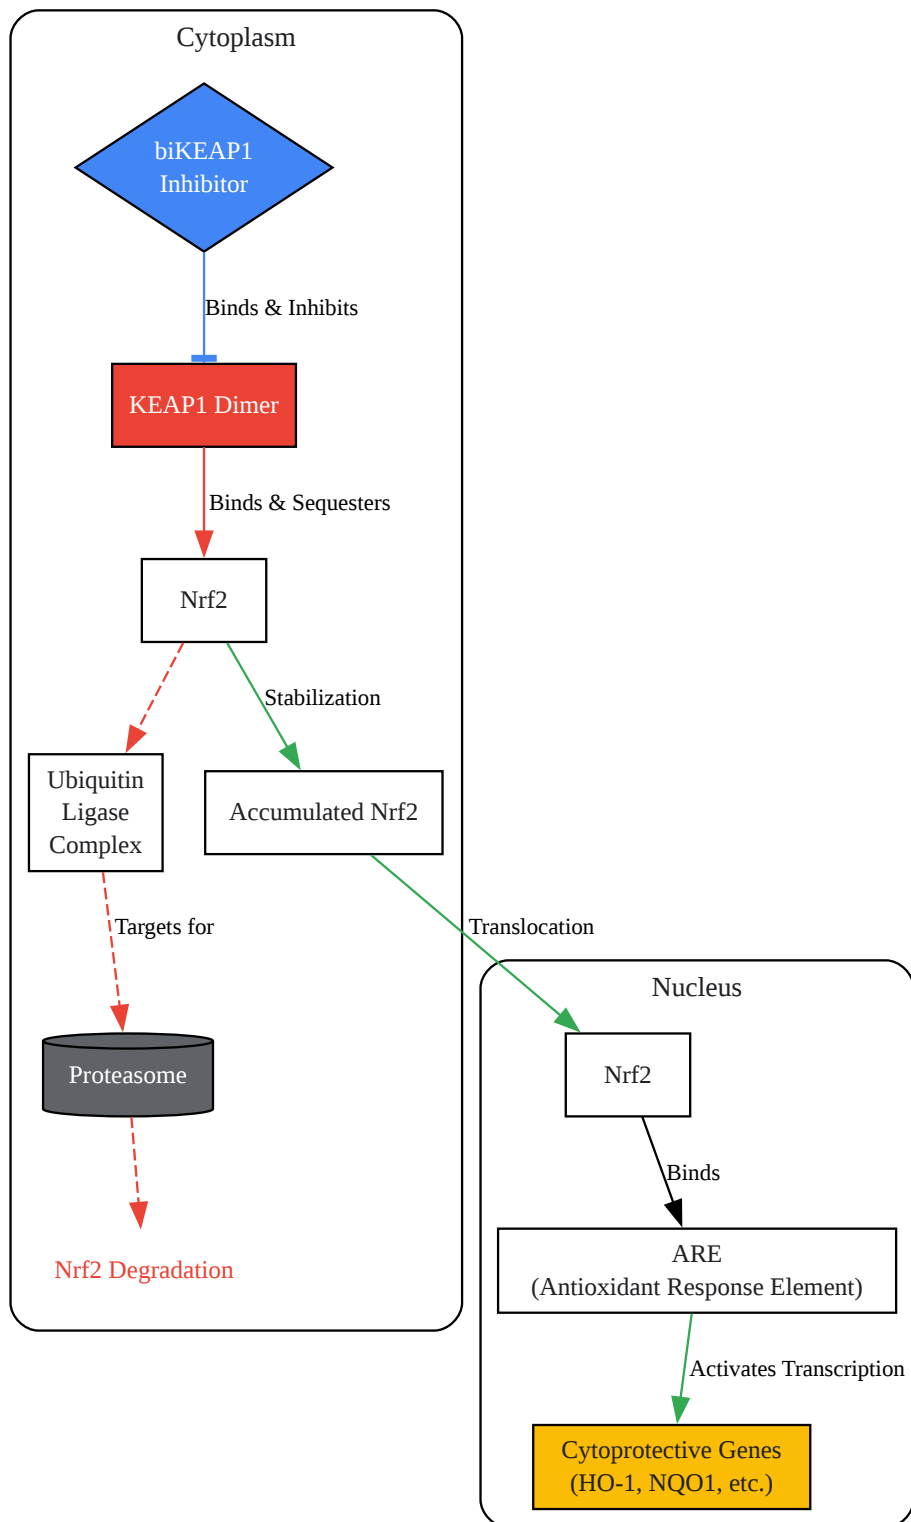 Cytoplasm
biKEAP1
Inhibitor
Binds & Inhibits
KEAP1 Dimer
Binds & Sequesters
Nrf2
Stabilization
Ubiquitin
Ligase
Complex
Accumulated Nrf2
Targets for
Translocation
Nucleus
Proteasome
Nrf2
Binds
Nrf2 Degradation
ARE
(Antioxidant Response Element)
Activates Transcription
Cytoprotective Genes
(HO-1, NQO1, etc.)